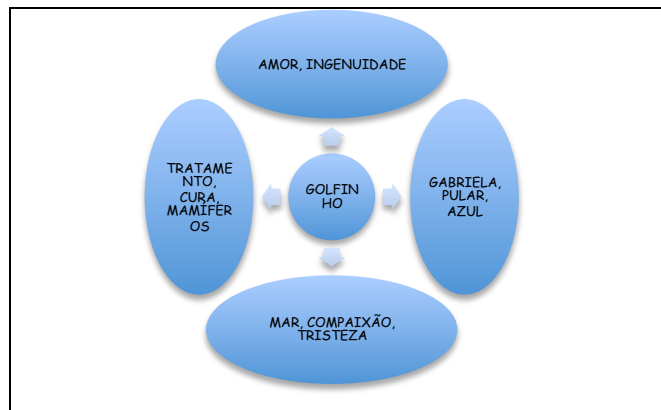 AMOR, INGENUIDADE
TRATAME
NTO,
CURA,
MAMÍFER
OS
GOLFIN
HO
GABRIELA,
PULAR,
AZUL
MAR, COMPAIXÃO,
TRISTEZA